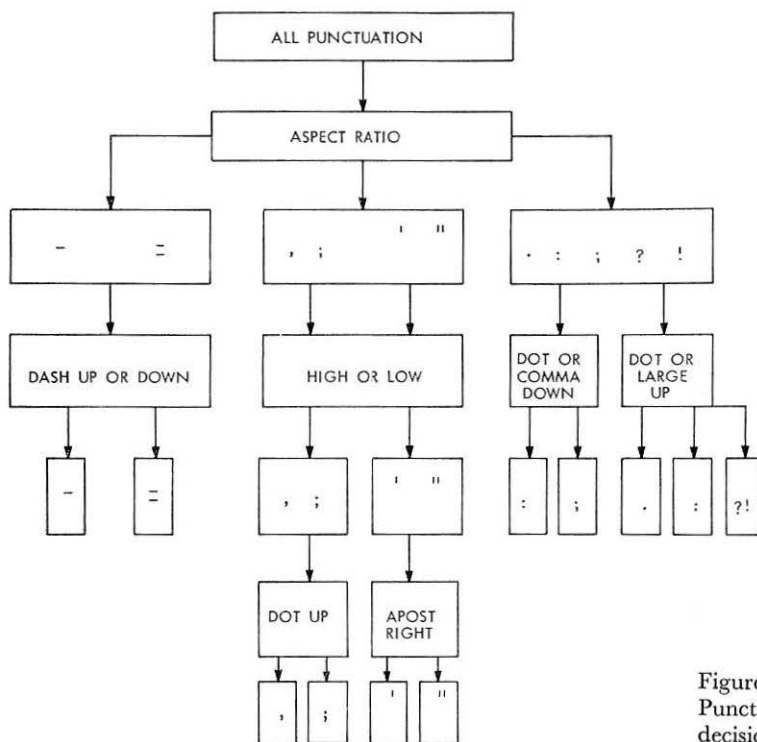 ALL PUNCTUATION
ASPECT RATIO
- =
, ; ' "
. : ; ? !
DASH UP OR DOWN
HIGH OR LOW
DOT OR
COMMA
DOWN
DOT OR
LARGE
UP
-
=
, ;
' "
:
;
.
:
?!
DOT UP
APOST
RIGHT
,
;
'
"
Figure
Punct
decision